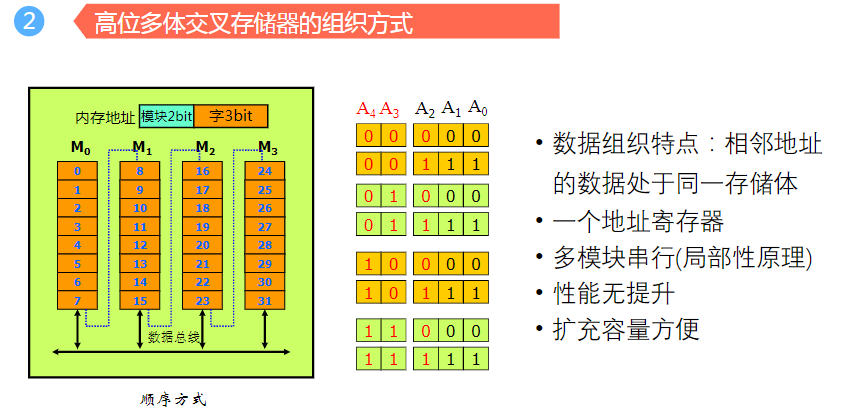 2
高位多体交叉存储器的组织方式
内存地址 模块2bit 字3bit
M0 M1 M2 M3
0 8 16 24
1 9 17 25
2 10 18 26
3 11 19 27
4 12 20 28
5 13 21 29
6 14 22 30
7 15 23 31
数据总线
顺序方式
A4 A3 A2 A1 A0
0 0 0 0 0
0 0 1 1 1
0 1 0 0 0
0 1 1 1 1
1 0 0 0 0
1 0 1 1 1
1 1 0 0 0
1 1 1 1 1
• 数据组织特点：相邻地址
的数据处于同一存储体
• 一个地址寄存器
• 多模块串行(局部性原理)
• 性能无提升
• 扩充容量方便